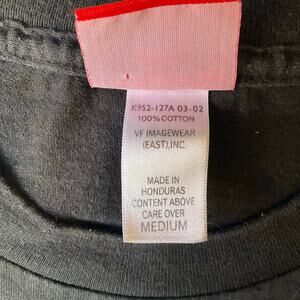 K952-127A 03-02
100% COTTON
VF IMAGEWEAR
(EAST),INC.
MADE IN
HONDURAS
CONTENT ABOVE
CARE OVER
MEDIUM